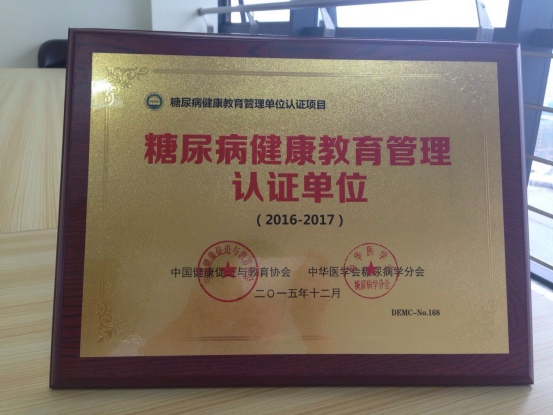 糖尿病健康教育管理单位认证项目
糖尿病健康教育管理
认证单位
（2016-2017）
中国健康促进与教育协会 中华医学会糖尿病学分会
二〇一五年十二月
DEMC-No.168